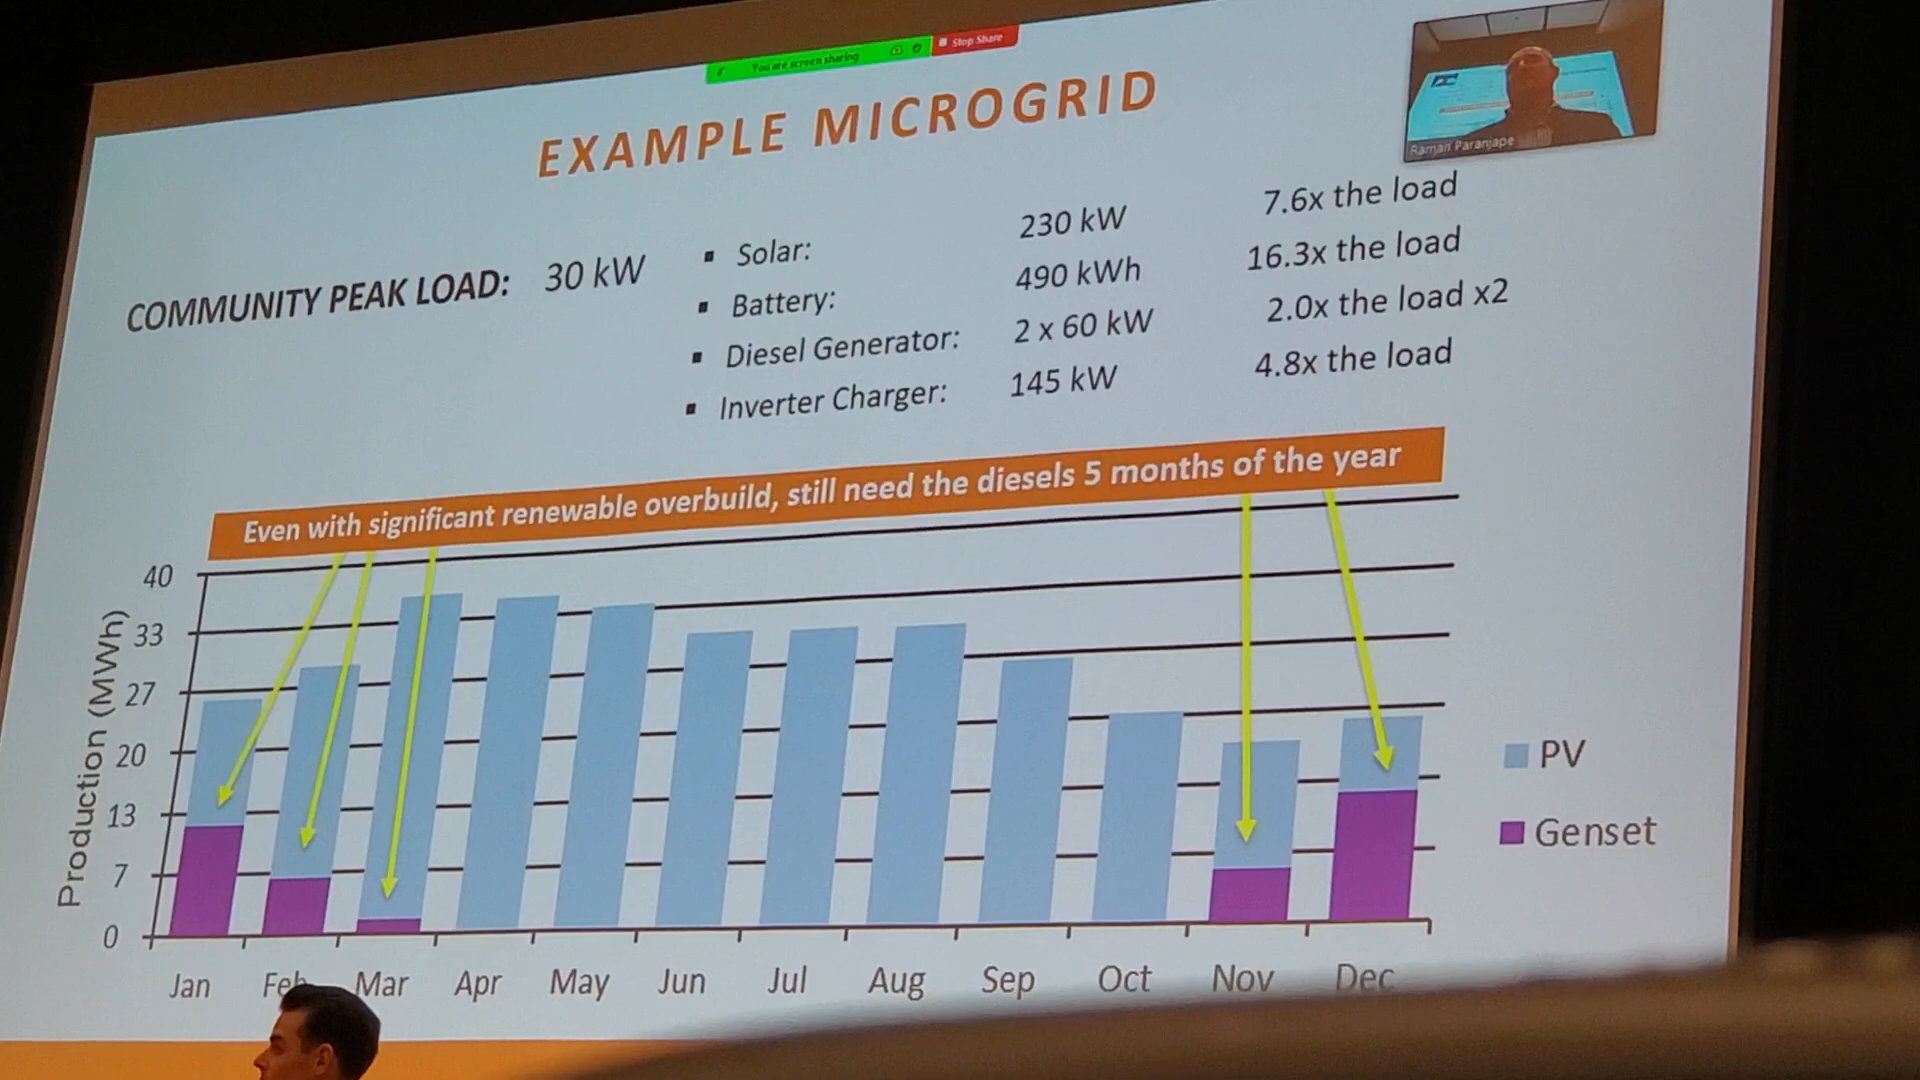 You are screen sharing
Stop Share
EXAMPLE MICROGRID
Raman Paranjape
COMMUNITY PEAK LOAD: 30 kW
▪ Solar: 230 kW 7.6x the load
▪ Battery: 490 kWh 16.3x the load
▪ Diesel Generator: 2 x 60 kW 2.0x the load x2
▪ Inverter Charger: 145 kW 4.8x the load
Even with significant renewable overbuild, still need the diesels 5 months of the year
Production (MWh)
40
33
27
20
13
7
0
Jan Feb Mar Apr May Jun Jul Aug Sep Oct Nov Dec
PV
Genset